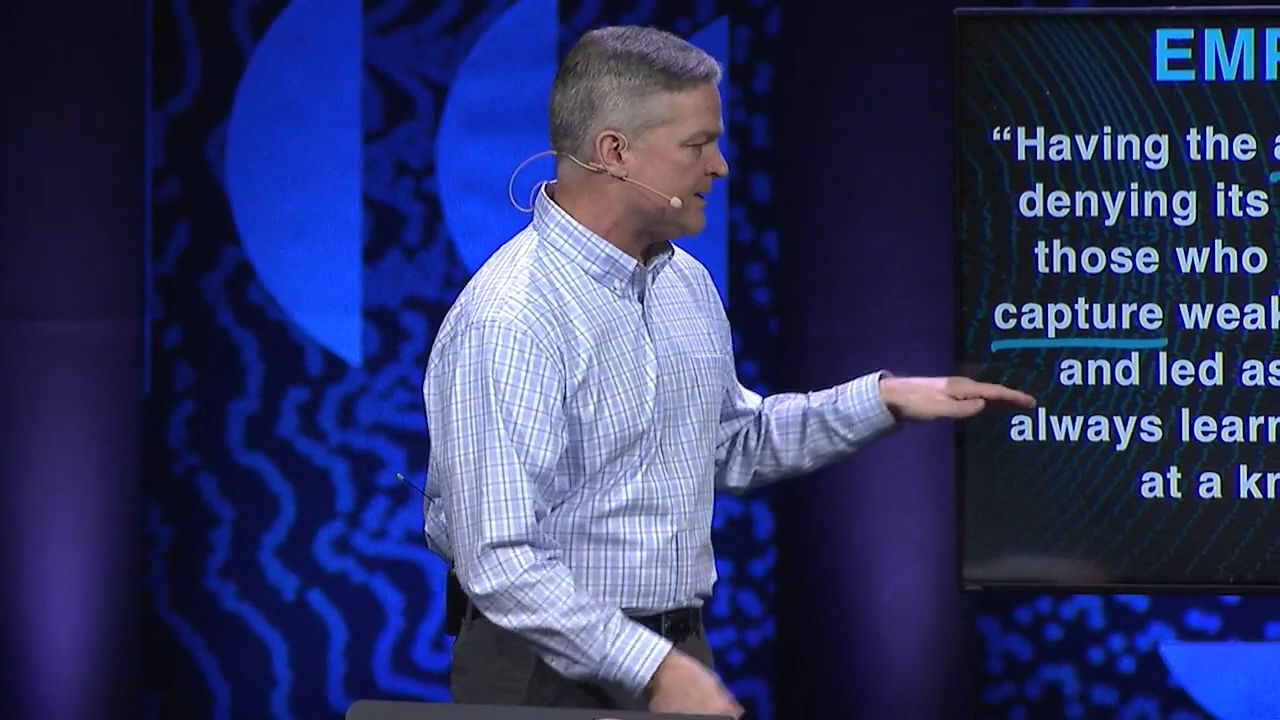 EMP
“Having the a
denying its
those who
capture weak
and led as
always learn
at a kn